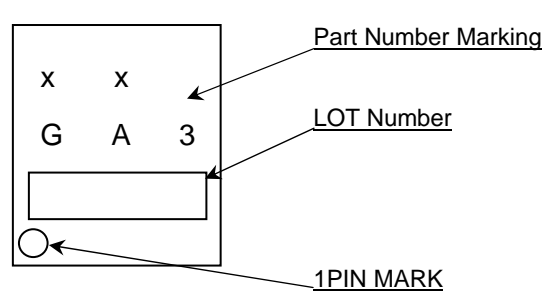 Part Number Marking
x x
LOT Number
G A 3
1PIN MARK